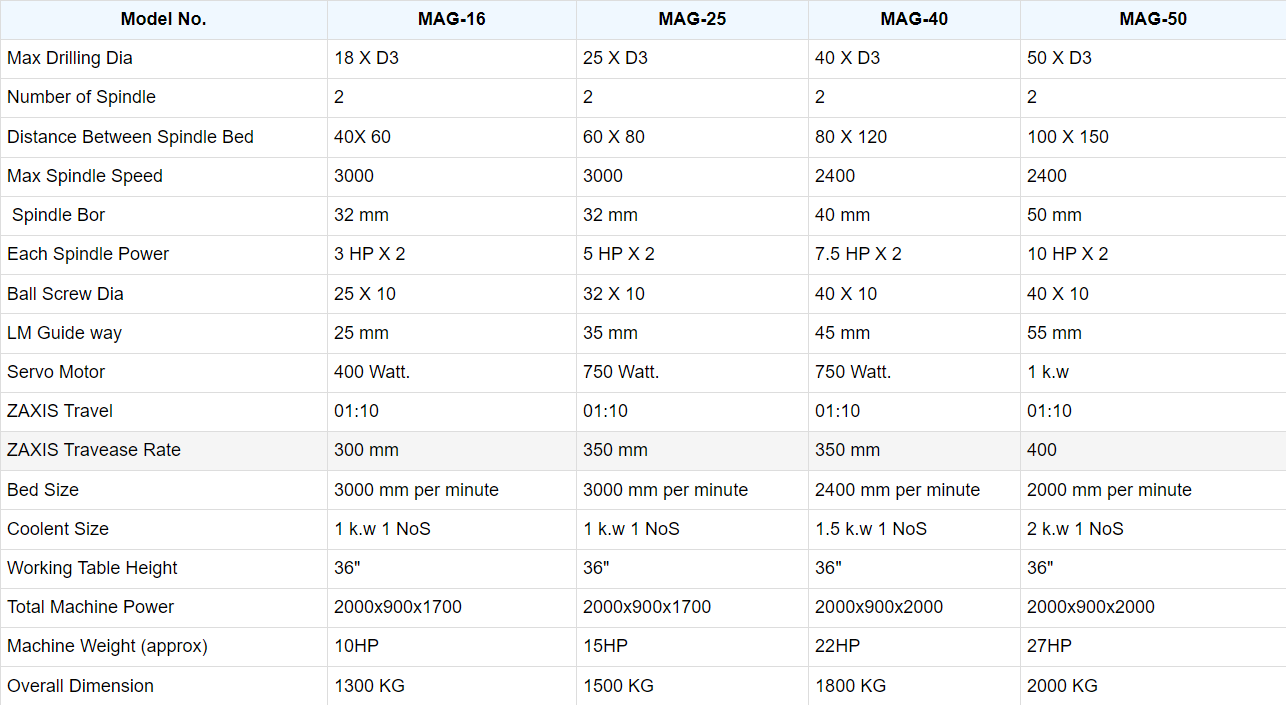 Model No. MAG-16 MAG-25 MAG-40 MAG-50
Max Drilling Dia 18 X D3 25 X D3 40 X D3 50 X D3
Number of Spindle 2 2 2 2
Distance Between Spindle Bed 40X 60 60 X 80 80 X 120 100 X 150
Max Spindle Speed 3000 3000 2400 2400
Spindle Bor 32 mm 32 mm 40 mm 50 mm
Each Spindle Power 3 HP X 2 5 HP X 2 7.5 HP X 2 10 HP X 2
Ball Screw Dia 25 X 10 32 X 10 40 X 10 40 X 10
LM Guide way 25 mm 35 mm 45 mm 55 mm
Servo Motor 400 Watt. 750 Watt. 750 Watt. 1 k.w
ZAXIS Travel 01:10 01:10 01:10 01:10
ZAXIS Travease Rate 300 mm 350 mm 350 mm 400
Bed Size 3000 mm per minute 3000 mm per minute 2400 mm per minute 2000 mm per minute
Coolent Size 1 k.w 1 NoS 1 k.w 1 NoS 1.5 k.w 1 NoS 2 k.w 1 NoS
Working Table Height 36" 36" 36" 36"
Total Machine Power 2000x900x1700 2000x900x1700 2000x900x2000 2000x900x2000
Machine Weight (approx) 10HP 15HP 22HP 27HP
Overall Dimension 1300 KG 1500 KG 1800 KG 2000 KG